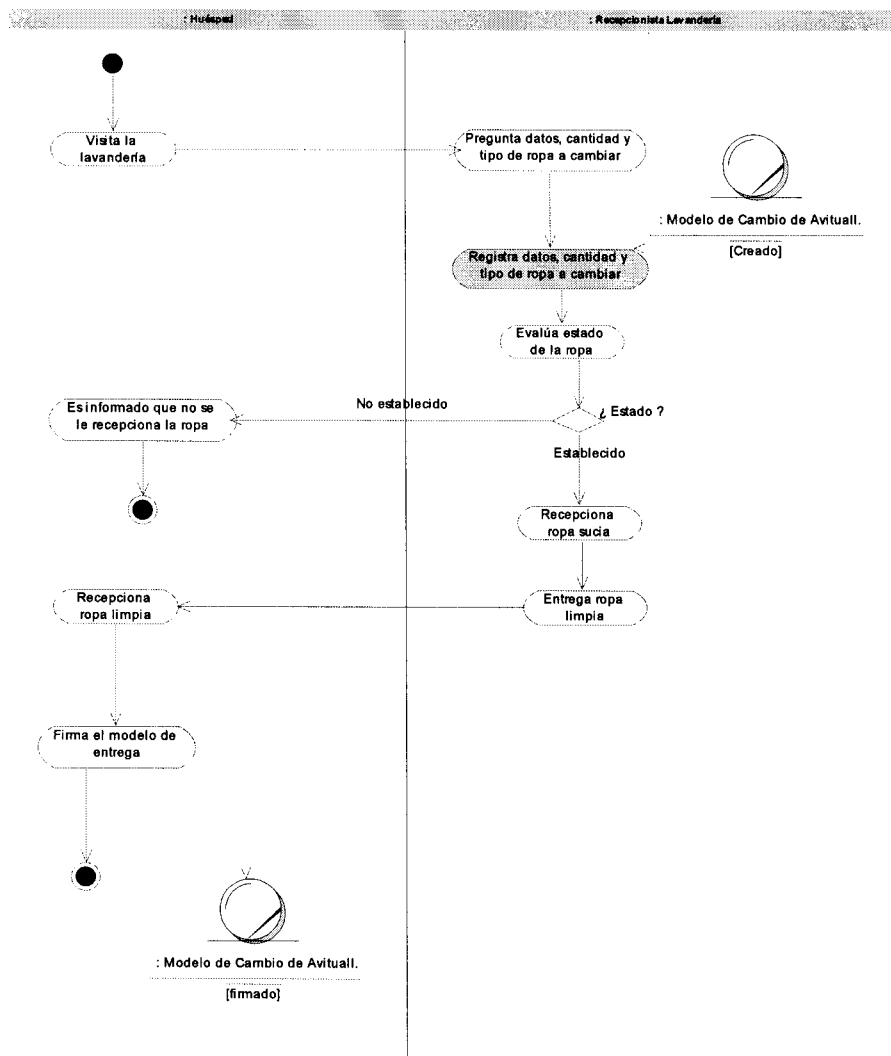 : Huésped
: Recepcionista Lavandería
Visita la
lavandería
Pregunta datos, cantidad y
tipo de ropa a cambiar
: Modelo de Cambio de Avituall.
[Creado]
Registra datos, cantidad y
tipo de ropa a cambiar
Evalúa estado
de la ropa
¿ Estado ?
No establecido
Es informado que no se
le recepciona la ropa
Establecido
Recepciona
ropa sucia
Entrega ropa
limpia
Recepciona
ropa limpia
Firma el modelo de
entrega
: Modelo de Cambio de Avituall.
[firmado]